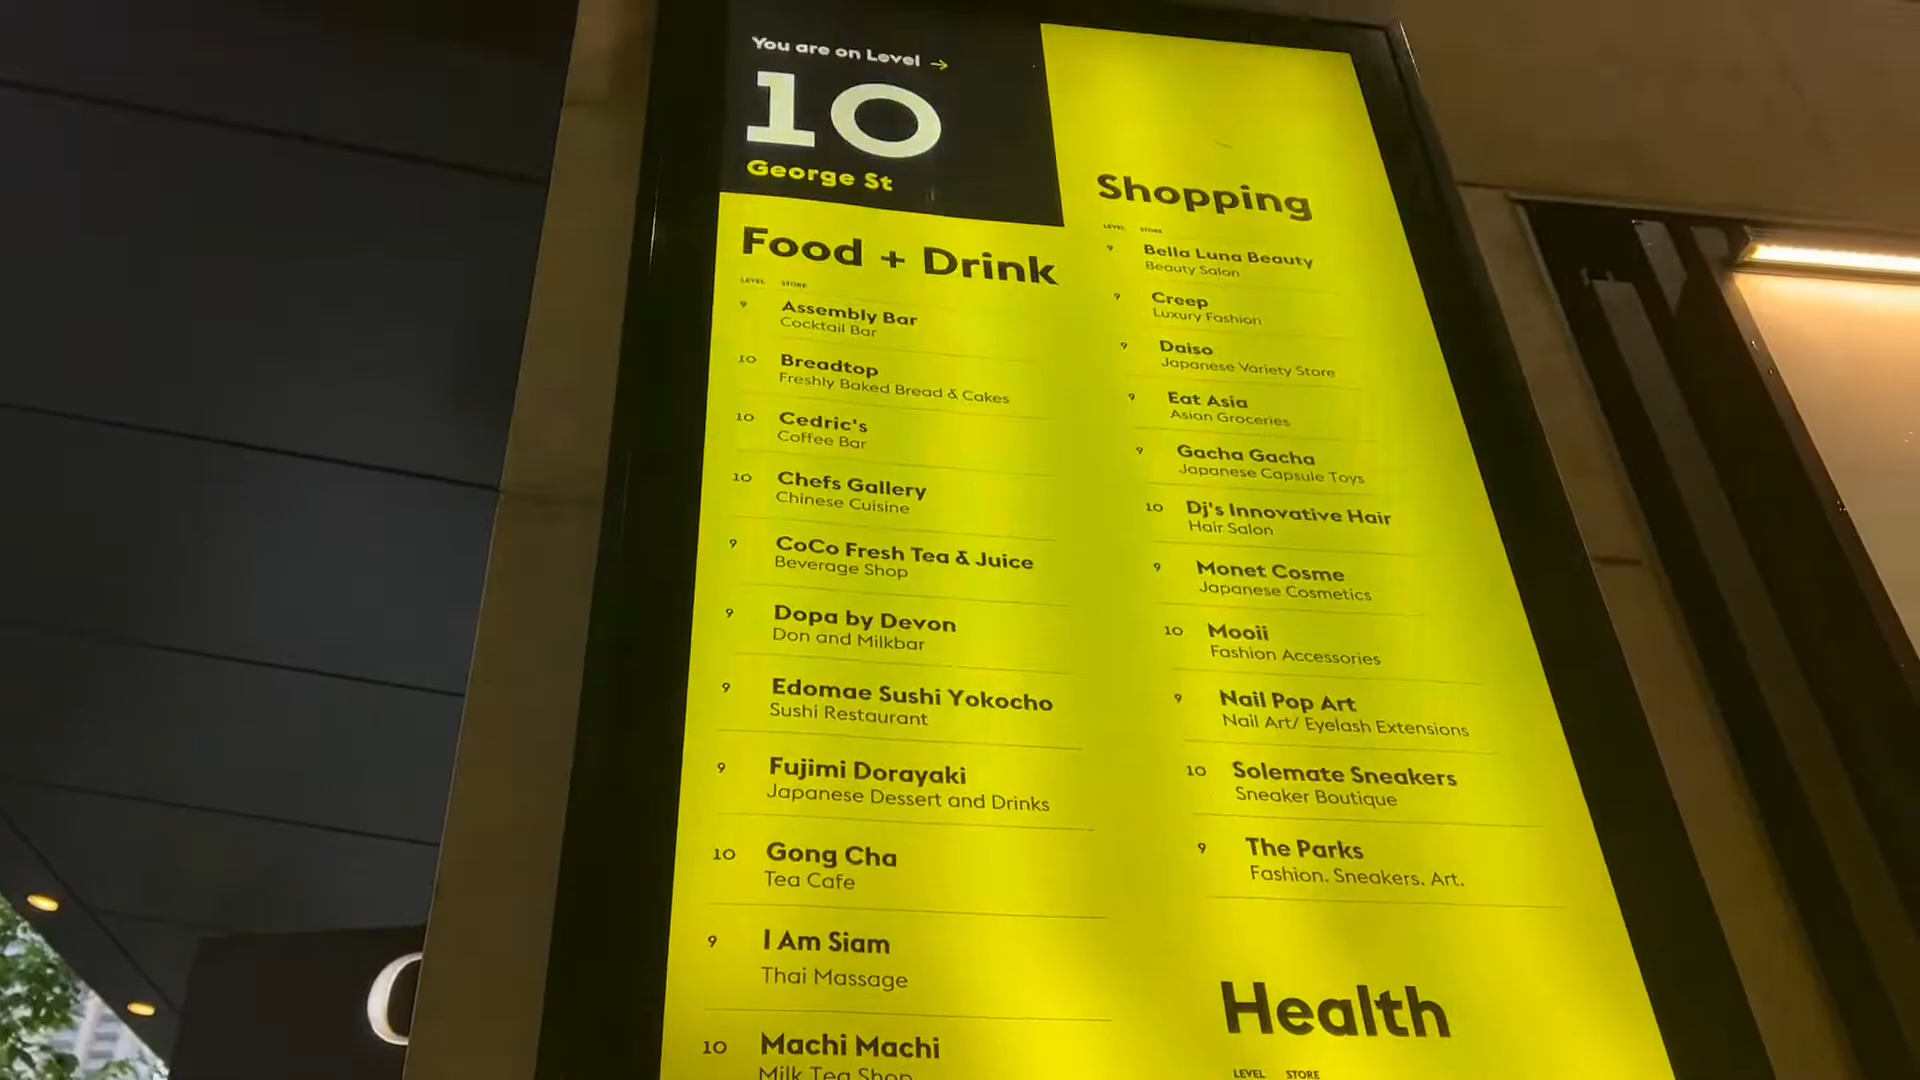 You are on Level →
10
George St
Food + Drink
LEVEL STORE
9 Assembly Bar
Cocktail Bar
10 Breadtop
Freshly Baked Bread & Cakes
10 Cedric's
Coffee Bar
10 Chefs Gallery
Chinese Cuisine
9 CoCo Fresh Tea & Juice
Beverage Shop
9 Dopa by Devon
Don and Milkbar
9 Edomae Sushi Yokocho
Sushi Restaurant
9 Fujimi Dorayaki
Japanese Dessert and Drinks
10 Gong Cha
Tea Cafe
9 I Am Siam
Thai Massage
10 Machi Machi
Milk Tea Shop
Shopping
LEVEL STORE
9 Bella Luna Beauty
Beauty Salon
9 Creep
Luxury Fashion
9 Daiso
Japanese Variety Store
9 Eat Asia
Asian Groceries
9 Gacha Gacha
Japanese Capsule Toys
10 Dj's Innovative Hair
Hair Salon
9 Monet Cosme
Japanese Cosmetics
10 Mooii
Fashion Accessories
9 Nail Pop Art
Nail Art/ Eyelash Extensions
10 Solemate Sneakers
Sneaker Boutique
9 The Parks
Fashion. Sneakers. Art.
Health
LEVEL STORE